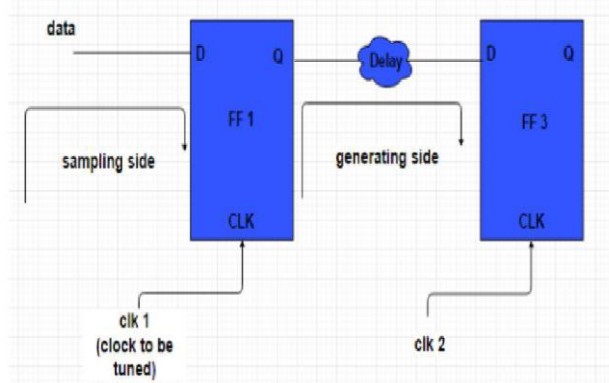 data
D
Q
Delay
D
Q
FF 1
FF 3
sampling side
generating side
CLK
CLK
clk 1
(clock to be
tuned)
clk 2